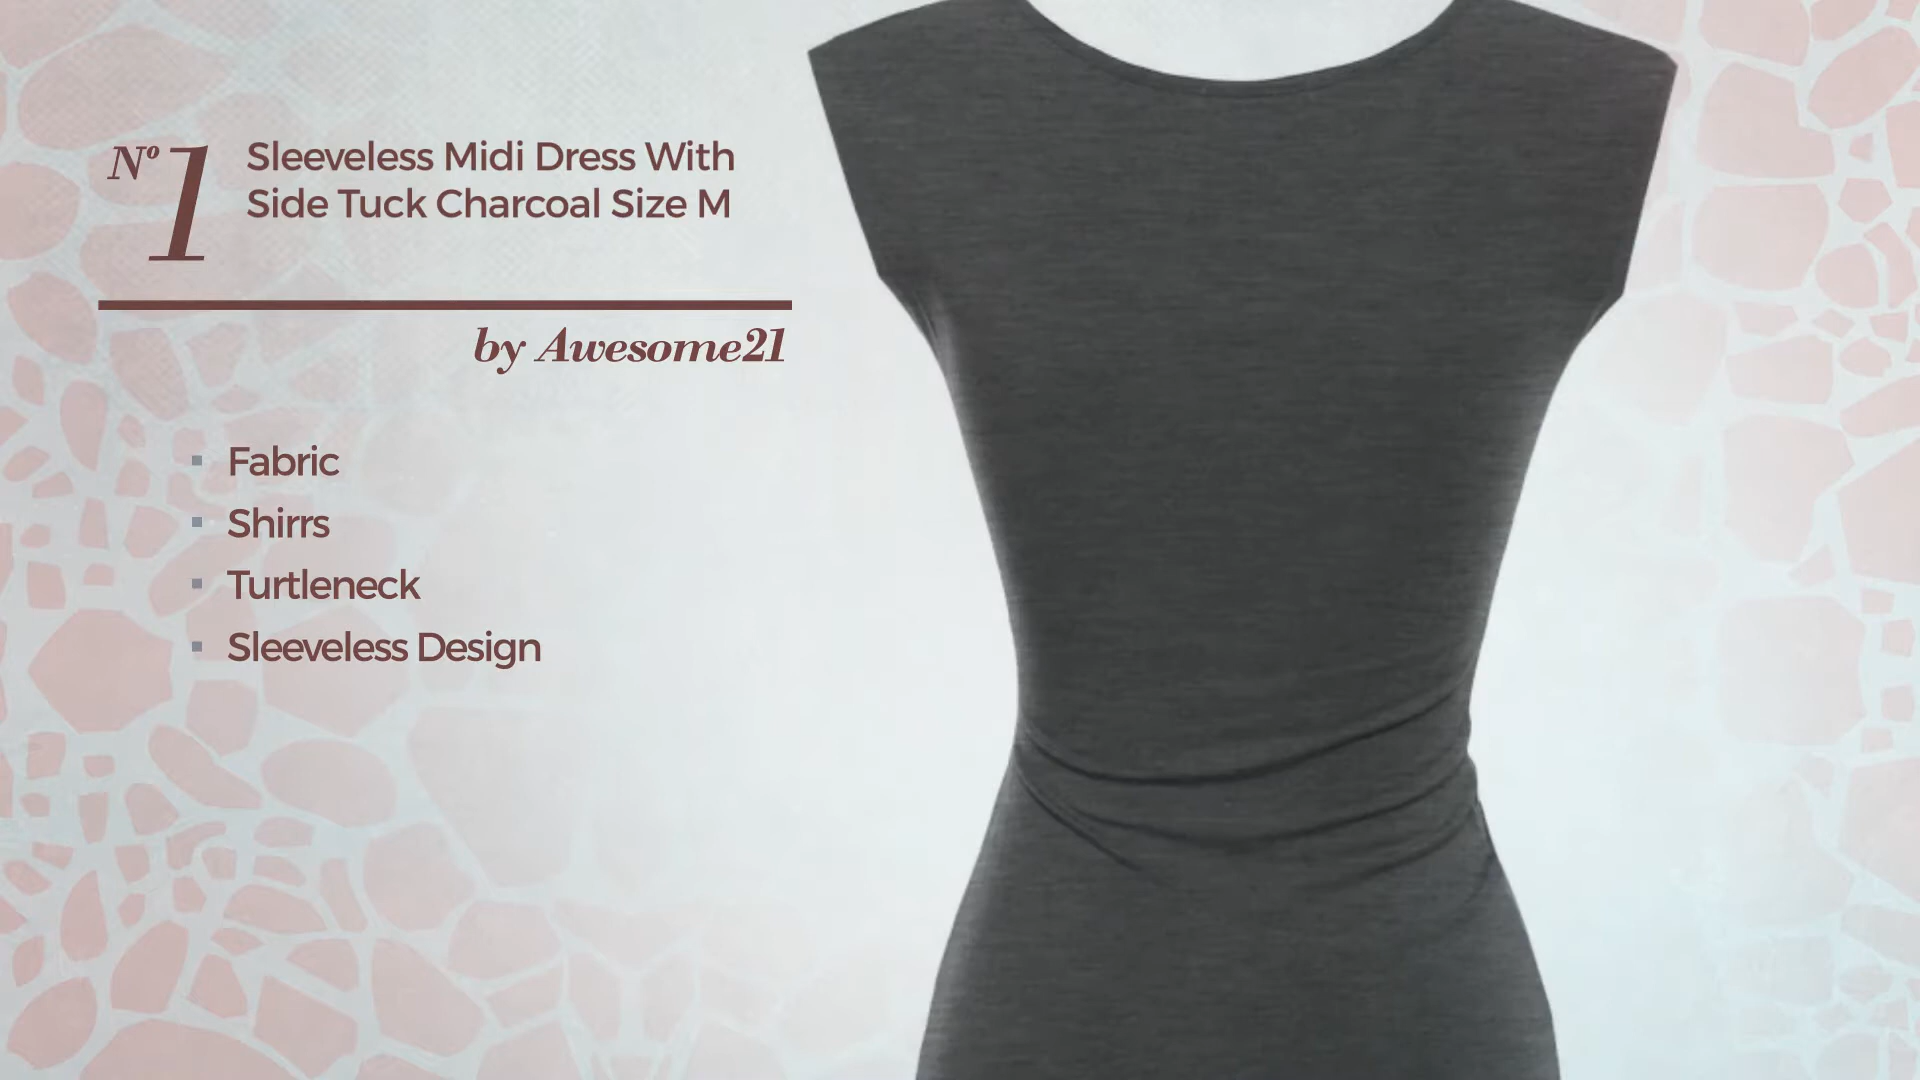 Nº 1
Sleeveless Midi Dress With
Side Tuck Charcoal Size M
by Awesome21
Fabric
Shirrs
Turtleneck
Sleeveless Design